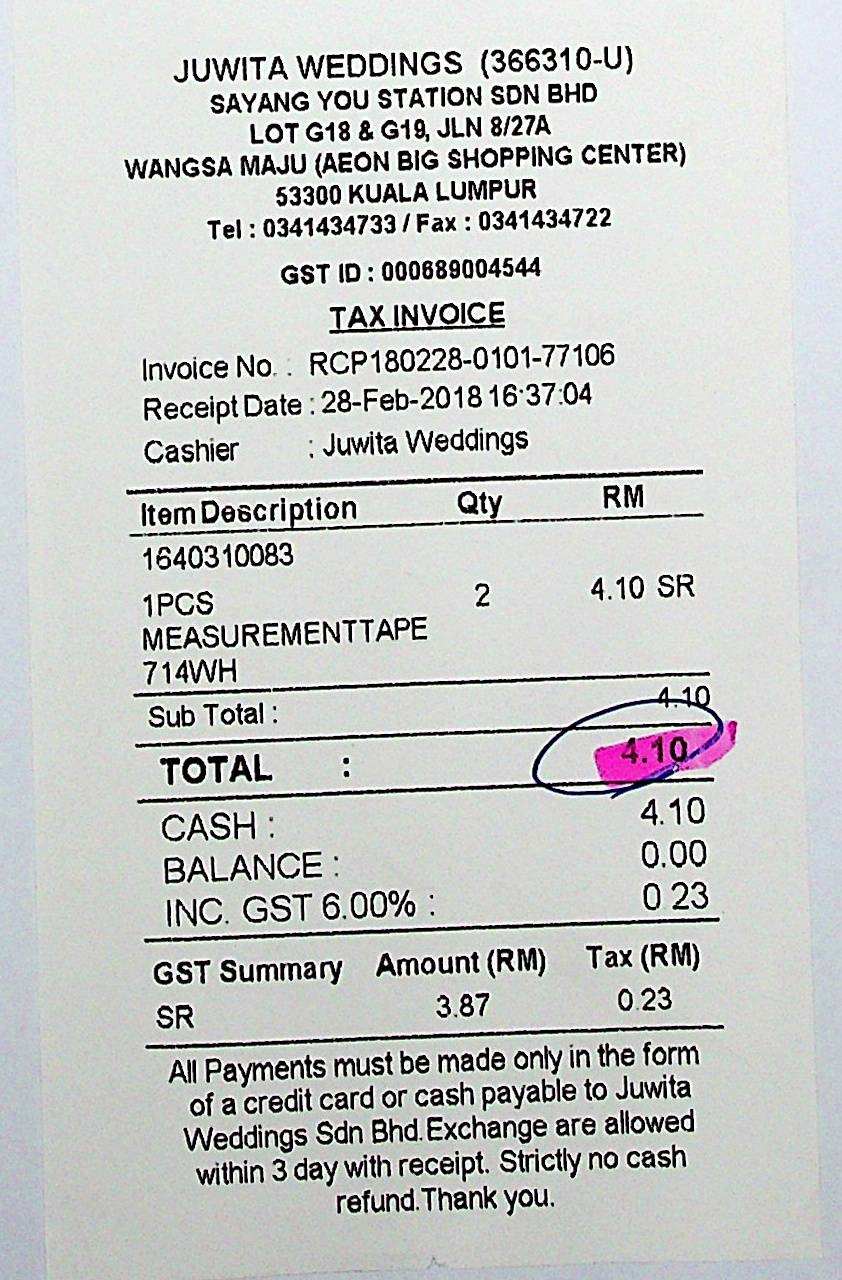 JUWITA WEDDINGS (366310-U)
SAYANG YOU STATION SDN BHD
LOT G18 & G19, JLN 8/27A
WANGSA MAJU (AEON BIG SHOPPING CENTER)
53300 KUALA LUMPUR
Tel : 0341434733 / Fax : 0341434722
GST ID : 000689004544
TAX INVOICE
Invoice No. : RCP180228-0101-77106
Receipt Date : 28-Feb-2018 16:37:04
Cashier : Juwita Weddings
Item Description Qty RM
1640310083
1PCS 2 4.10 SR
MEASUREMENTTAPE
714WH
Sub Total : 4.10
TOTAL : 4.10
CASH : 4.10
BALANCE : 0.00
INC. GST 6.00% : 0 23
GST Summary Amount (RM) Tax (RM)
SR 3.87 0.23
All Payments must be made only in the form
of a credit card or cash payable to Juwita
Weddings Sdn Bhd. Exchange are allowed
within 3 day with receipt. Strictly no cash
refund. Thank you.